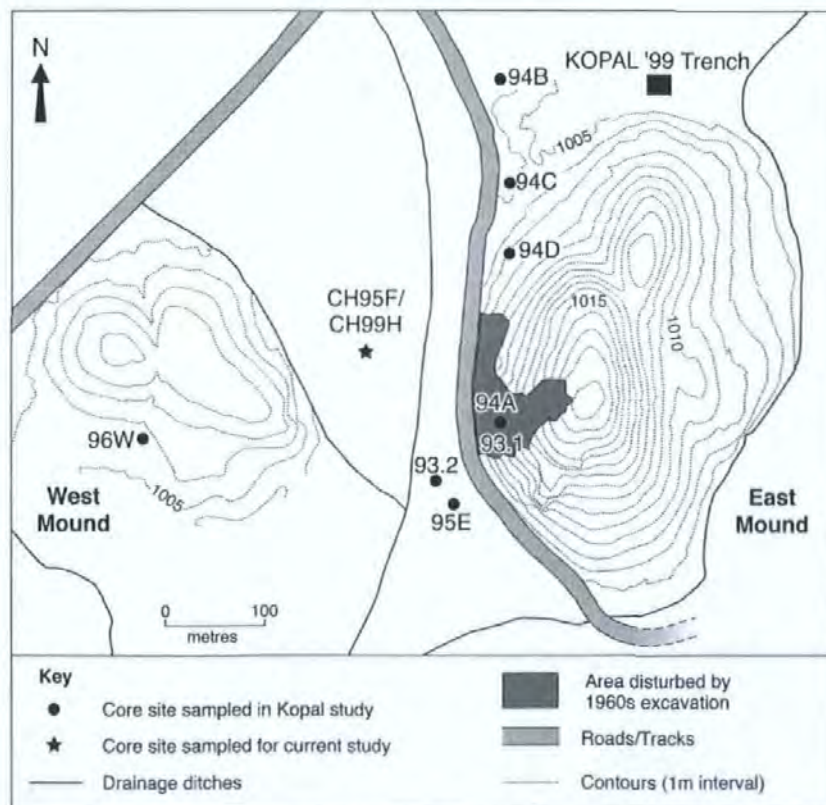 N
KOPAL '99 Trench
94B
1005
94C
94D
1015
CH95F/
CH99H
1010
94A
93.1
96W
93.2
95E
1005
West
Mound
East
Mound
0 100
metres
Key
Core site sampled in Kopal study
Core site sampled for current study
Drainage ditches
Area disturbed by
1960s excavation
Roads/Tracks
Contours (1m interval)